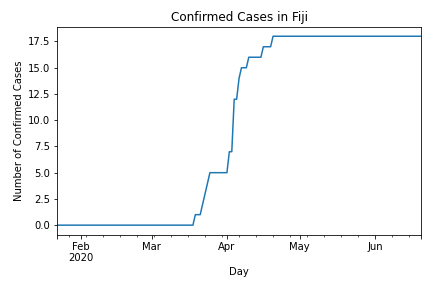 Confirmed Cases in Fiji
Number of Confirmed Cases
17.5
15.0
12.5
10.0
7.5
5.0
2.5
0.0
Feb Mar Apr May Jun
2020
Day